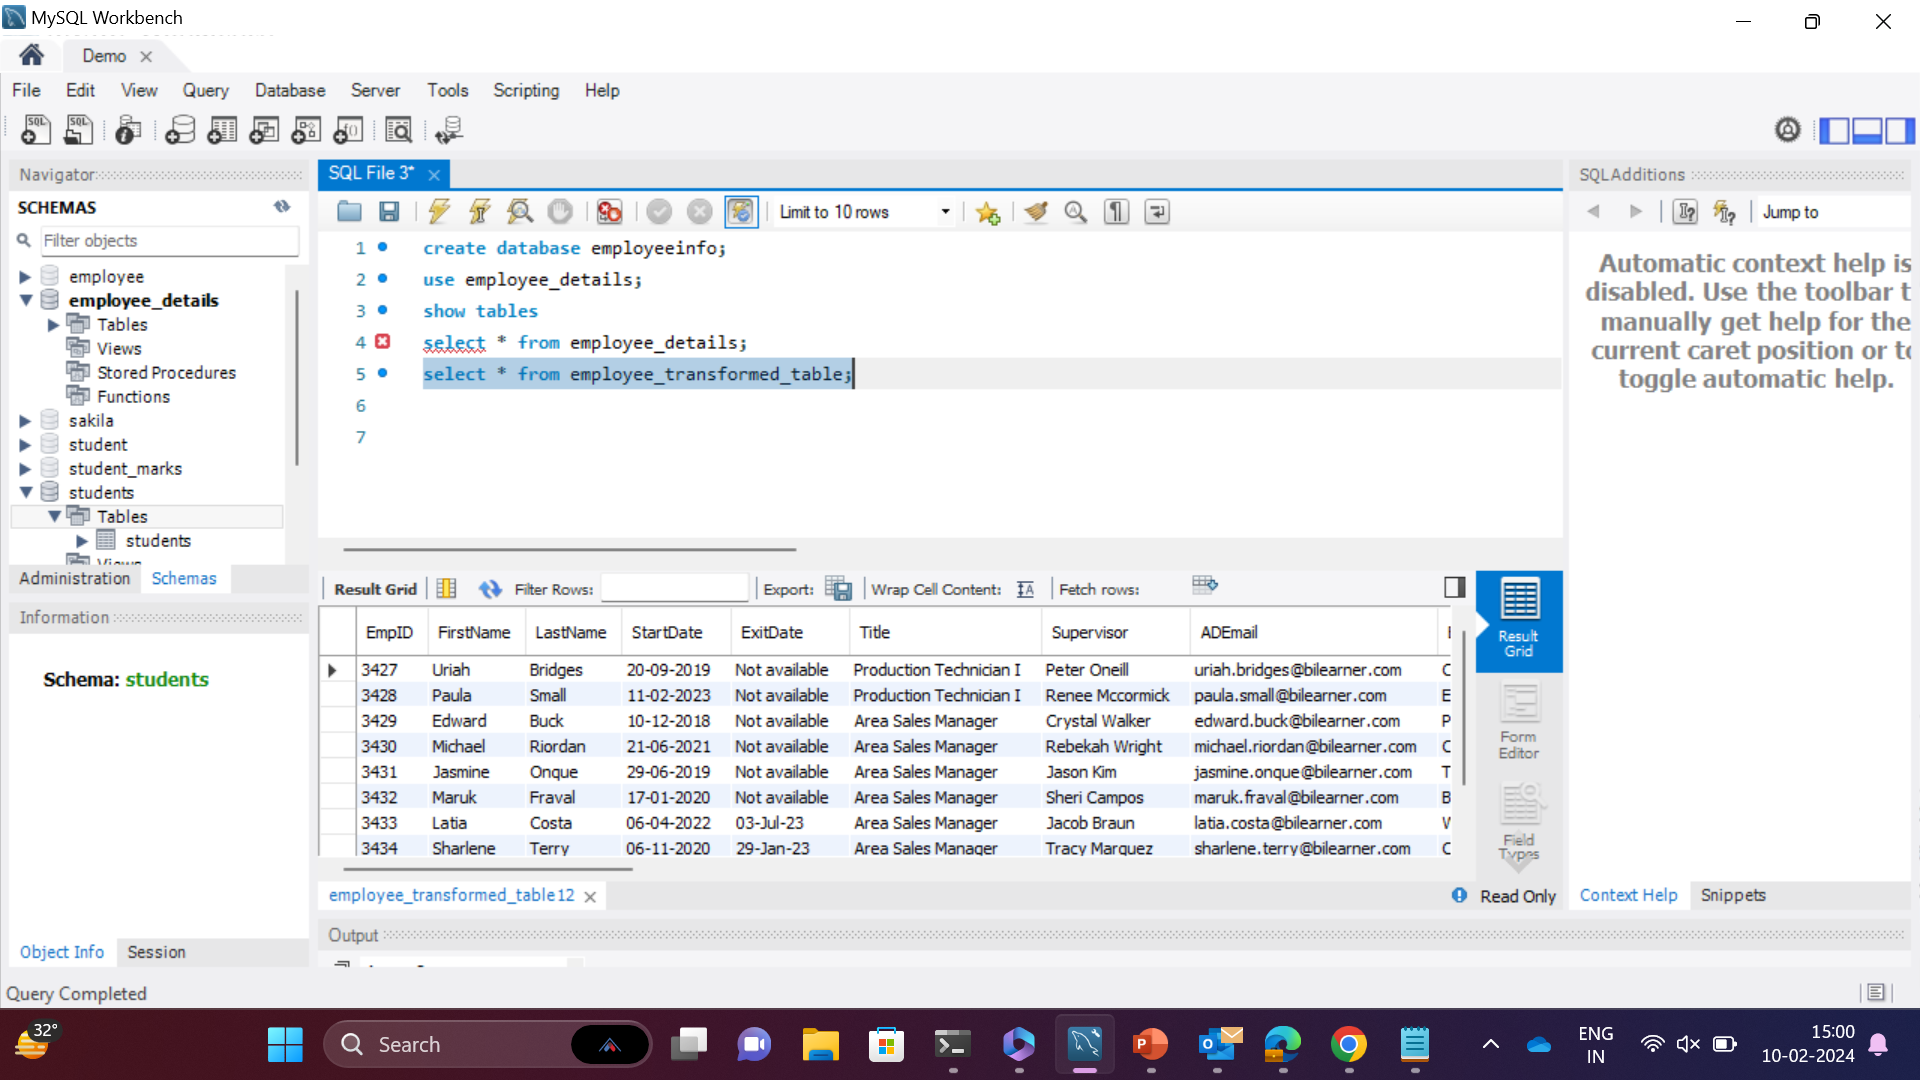 MySQL Workbench
Demo
File Edit View Query Database Server Tools Scripting Help
Navigator
SCHEMAS
Filter objects
employee
employee_details
Tables
Views
Stored Procedures
Functions
sakila
student
student_marks
students
Tables
students
Views
Administration Schemas
Information
Schema: students
Object Info Session
Query Completed
SQL File 3*
Limit to 10 rows
1 create database employeeinfo;
2 use employee_details;
3 show tables
4 select * from employee_details;
5 select * from employee_transformed_table;
6
7
Result Grid Filter Rows: Export: Wrap Cell Content: Fetch rows:
EmpID FirstName LastName StartDate ExitDate Title Supervisor ADEmail
3427 Uriah Bridges 20-09-2019 Not available Production Technician I Peter Oneill uriah.bridges@bilearner.com C
3428 Paula Small 11-02-2023 Not available Production Technician I Renee Mccormick paula.small@bilearner.com E
3429 Edward Buck 10-12-2018 Not available Area Sales Manager Crystal Walker edward.buck@bilearner.com P
3430 Michael Riordan 21-06-2021 Not available Area Sales Manager Rebekah Wright michael.riordan@bilearner.com C
3431 Jasmine Onque 29-06-2019 Not available Area Sales Manager Jason Kim jasmine.onque@bilearner.com T
3432 Maruk Fraval 17-01-2020 Not available Area Sales Manager Sheri Campos maruk.fraval@bilearner.com B
3433 Latia Costa 06-04-2022 03-Jul-23 Area Sales Manager Jacob Braun latia.costa@bilearner.com
3434 Sharlene Terry 06-11-2020 29-Jan-23 Area Sales Manager Tracy Marquez sharlene.terry@bilearner.com C
Result
Grid
Form
Editor
Field
Types
employee_transformed_table12
Read Only
Output
SQLAdditions
Jump to
Automatic context help is
disabled. Use the toolbar t
manually get help for the
current caret position or to
toggle automatic help.
Context Help Snippets
32°
Search
ENG
IN
15:00
10-02-2024